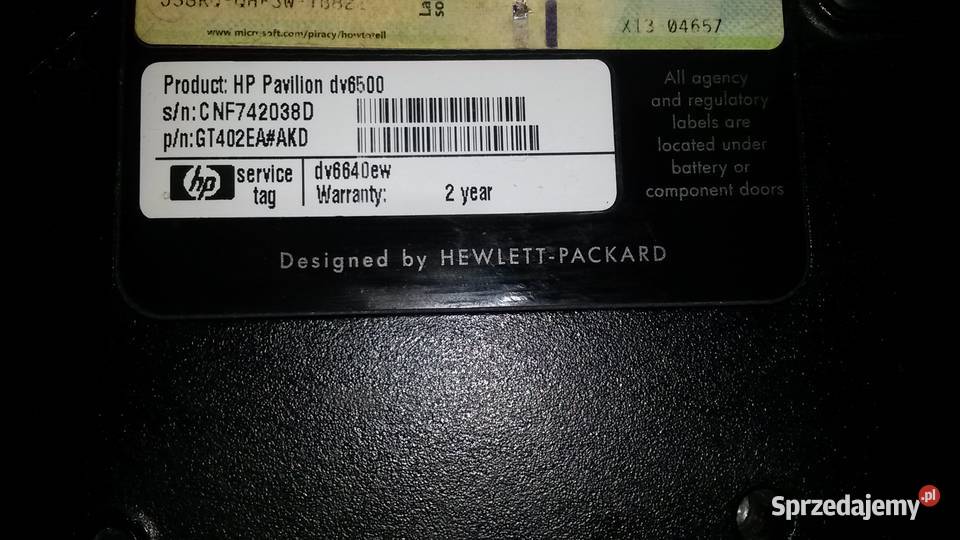 www.microsoft.com/piracy/howtotell
X13 04657
Product: HP Pavilion dv6500
s/n:CNF742038D
p/n:GT402EA#AKD
hp
service
tag
dv6640ew
Warranty: 2 year
All agency
and regulatory
labels are
located under
battery or
component doors
Designed by HEWLETT-PACKARD
Sprzedajemy.pl